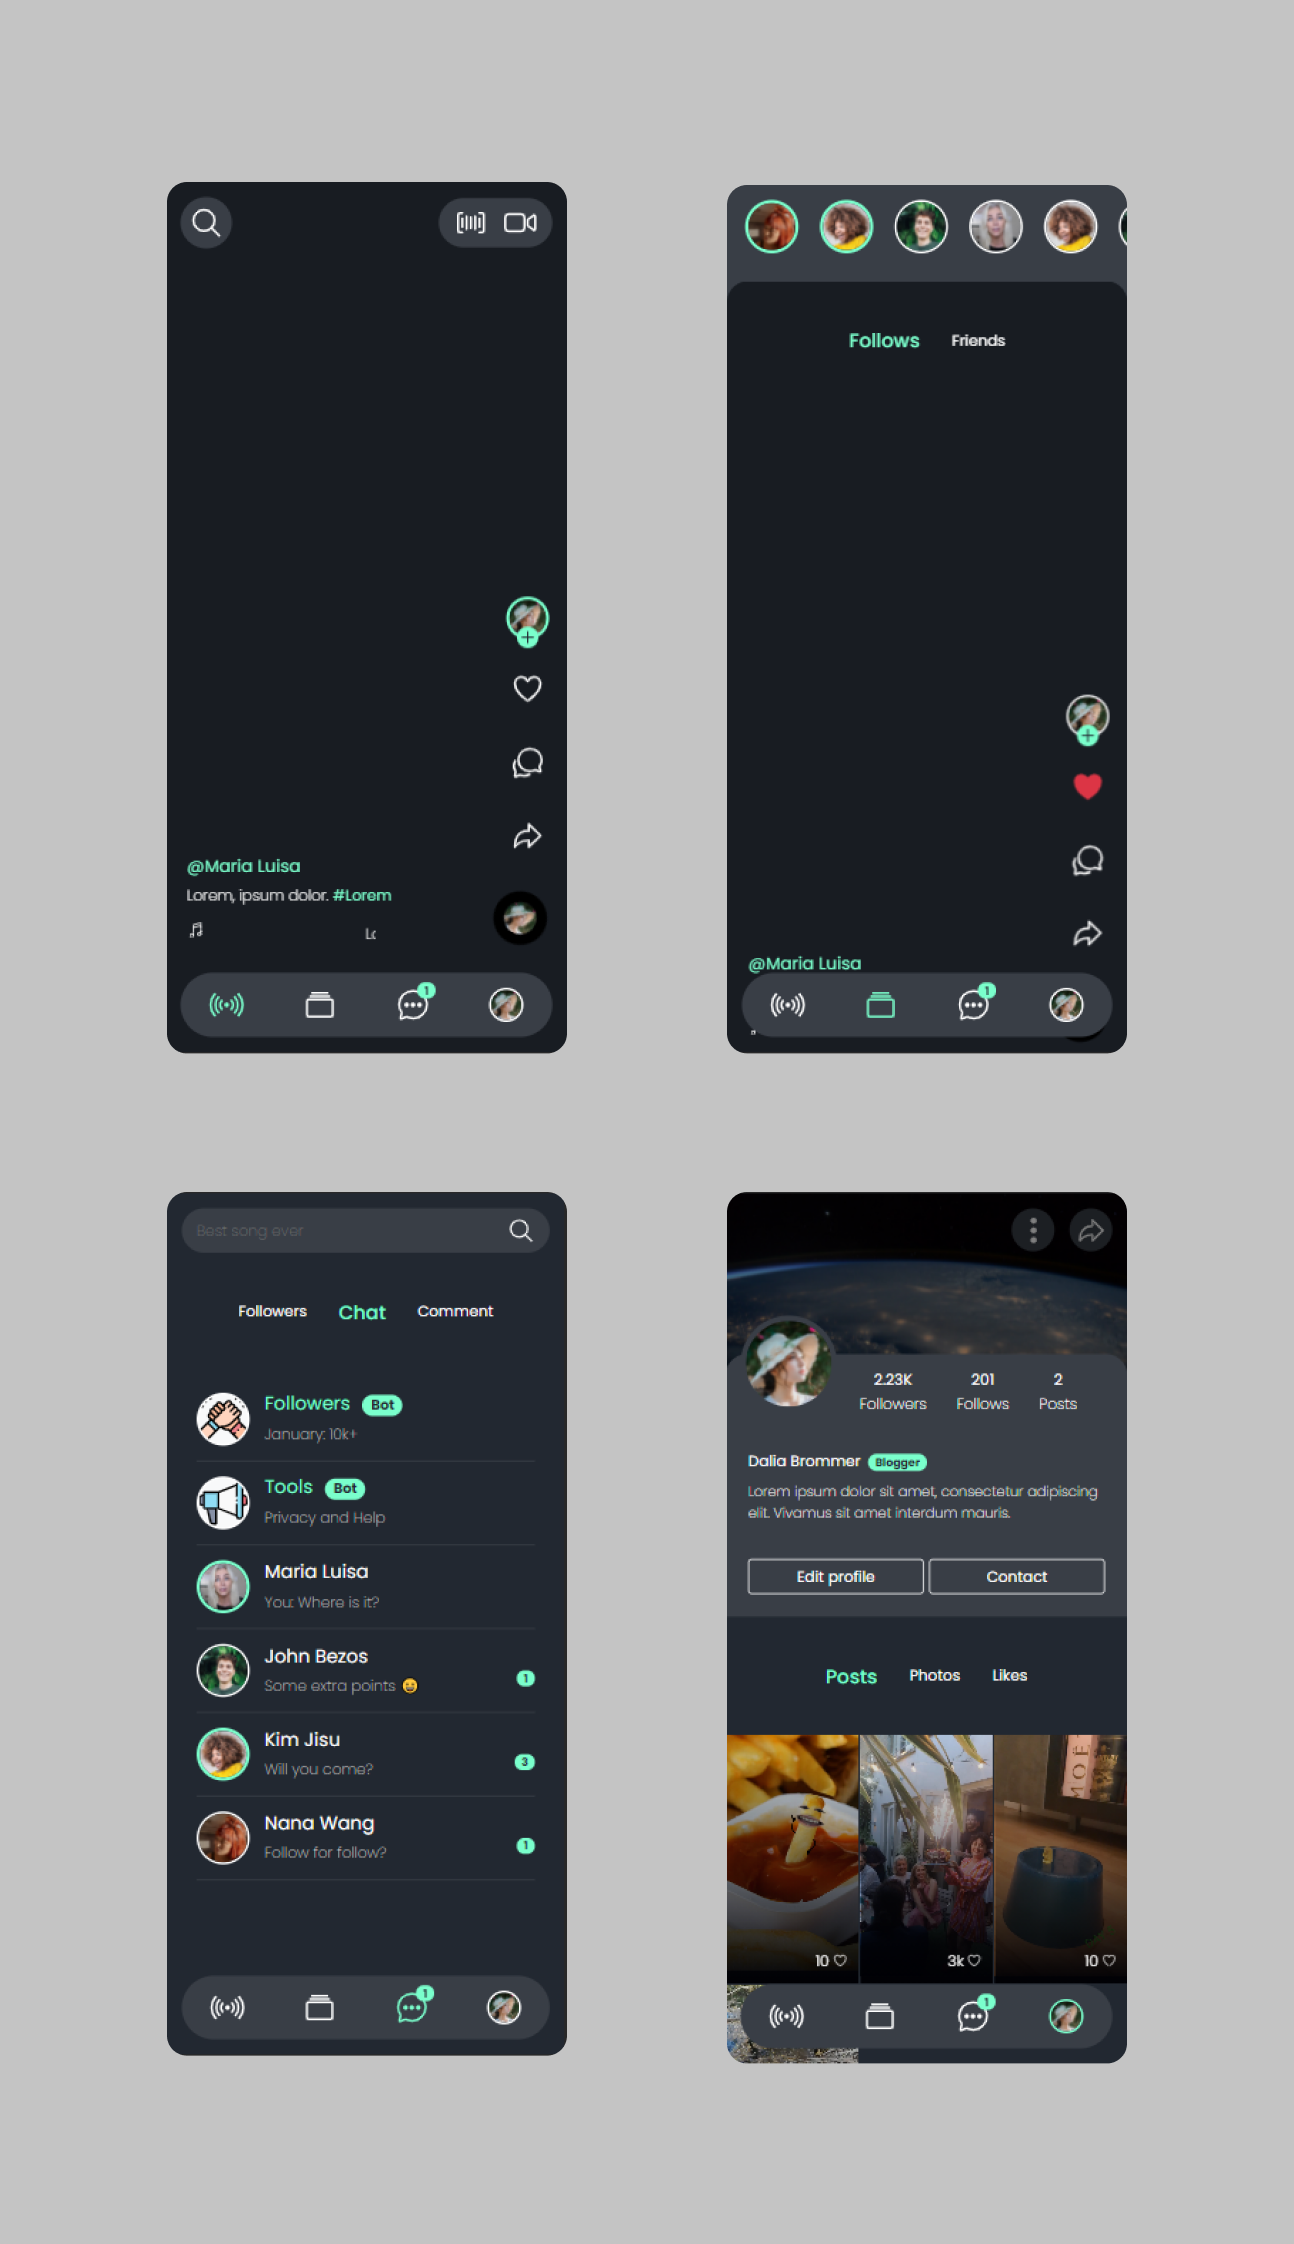 @Maria Luisa
Lorem, ipsum dolor. #Lorem
1
Follows Friends
@Maria Luisa
1
Best song ever
Followers Chat Comment
Followers Bot
January: 10k+
Tools Bot
Privacy and Help
Maria Luisa
You: Where is it?
John Bezos
Some extra points 😀
1
Kim Jisu
Will you come?
3
Nana Wang
Follow for follow?
1
1
2.23K 201 2
Followers Follows Posts
Dalia Brommer Blogger
Lorem ipsum dolor sit amet, consectetur adipiscing
elit. Vivamus sit amet interdum mauris.
Edit profile Contact
Posts Photos Likes
MOË
10 3k 10
1